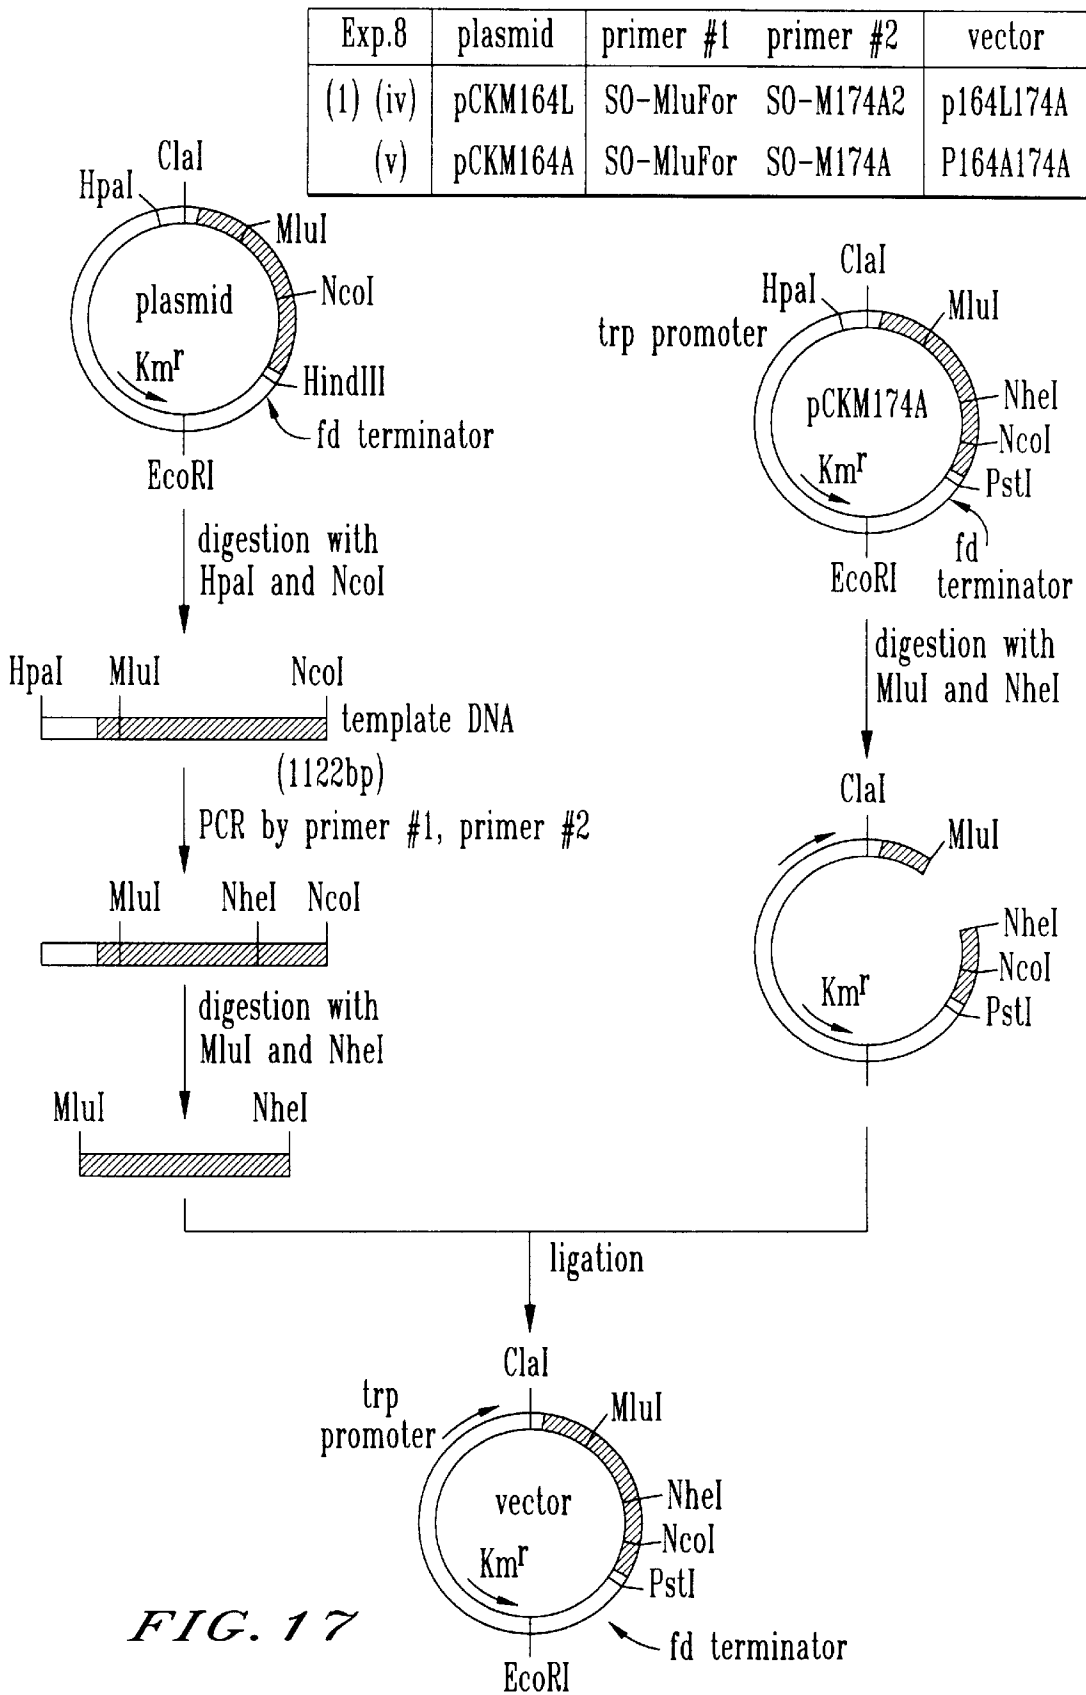 Exp.8 plasmid primer #1 primer #2 vector
(1) (iv) pCKM164L SO-MluFor SO-M174A2 p164L174A
(v) pCKM164A SO-MluFor SO-M174A P164A174A
ClaI
HpaI
MluI
NcoI
plasmid
Kmr
HindIII
fd terminator
EcoRI
digestion with
HpaI and NcoI
HpaI MluI NcoI
template DNA
(1122bp)
PCR by primer #1, primer #2
MluI NheI NcoI
digestion with
MluI and NheI
MluI NheI
ClaI
HpaI
MluI
trp promoter
pCKM174A
NheI
NcoI
Kmr
PstI
fd
terminator
EcoRI
digestion with
MluI and NheI
ClaI
MluI
NheI
NcoI
Kmr
PstI
ligation
ClaI
trp
promoter
MluI
vector
NheI
NcoI
Kmr
PstI
fd terminator
EcoRI
FIG. 17